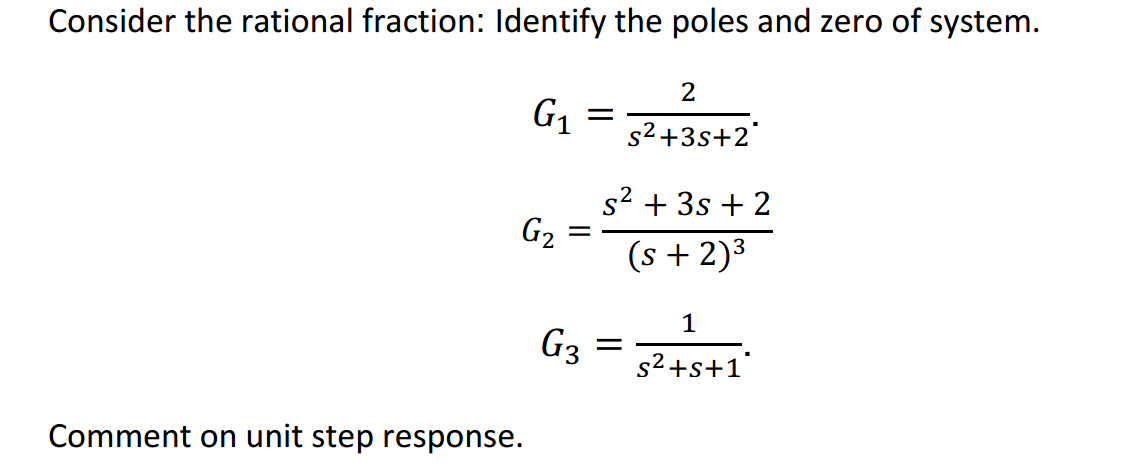 Consider the rational fraction: Identify the poles and zero of system.
G₁ = 2/(s²+3s+2).
G₂ = (s² + 3s + 2)/(s + 2)³
G₃ = 1/(s²+s+1).
Comment on unit step response.